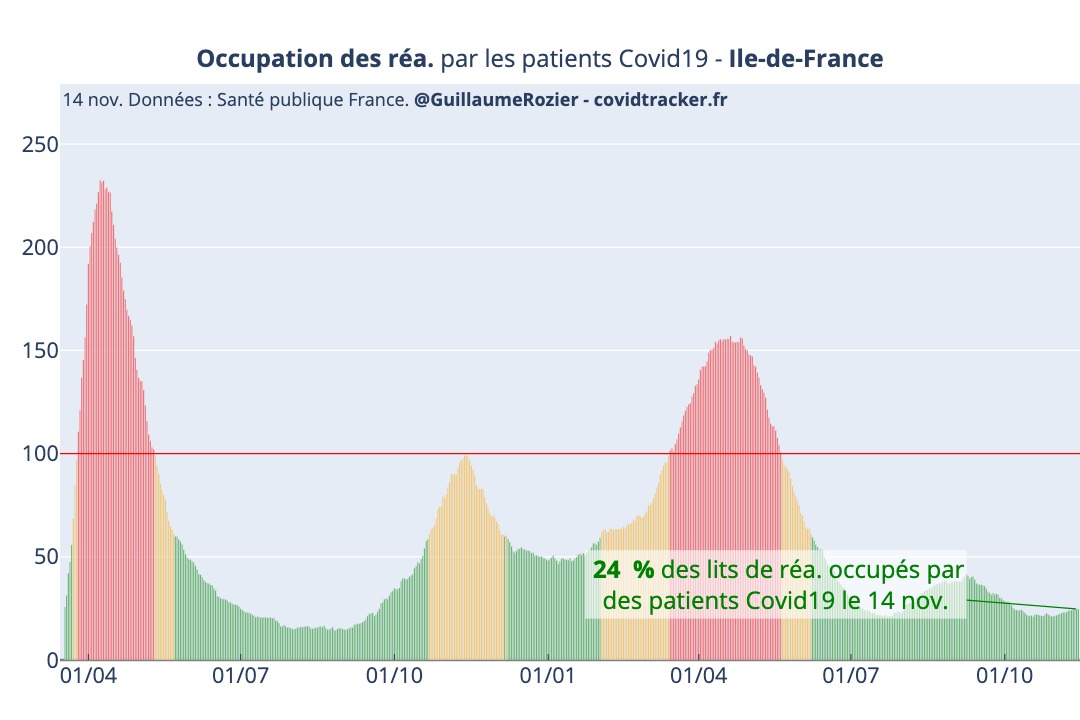 Occupation des réa. par les patients Covid19 - Ile-de-France
14 nov. Données : Santé publique France. @GuillaumeRozier - covidtracker.fr
250
200
150
100
50
0
24 % des lits de réa. occupés par
des patients Covid19 le 14 nov.
01/04 01/07 01/10 01/01 01/04 01/07 01/10